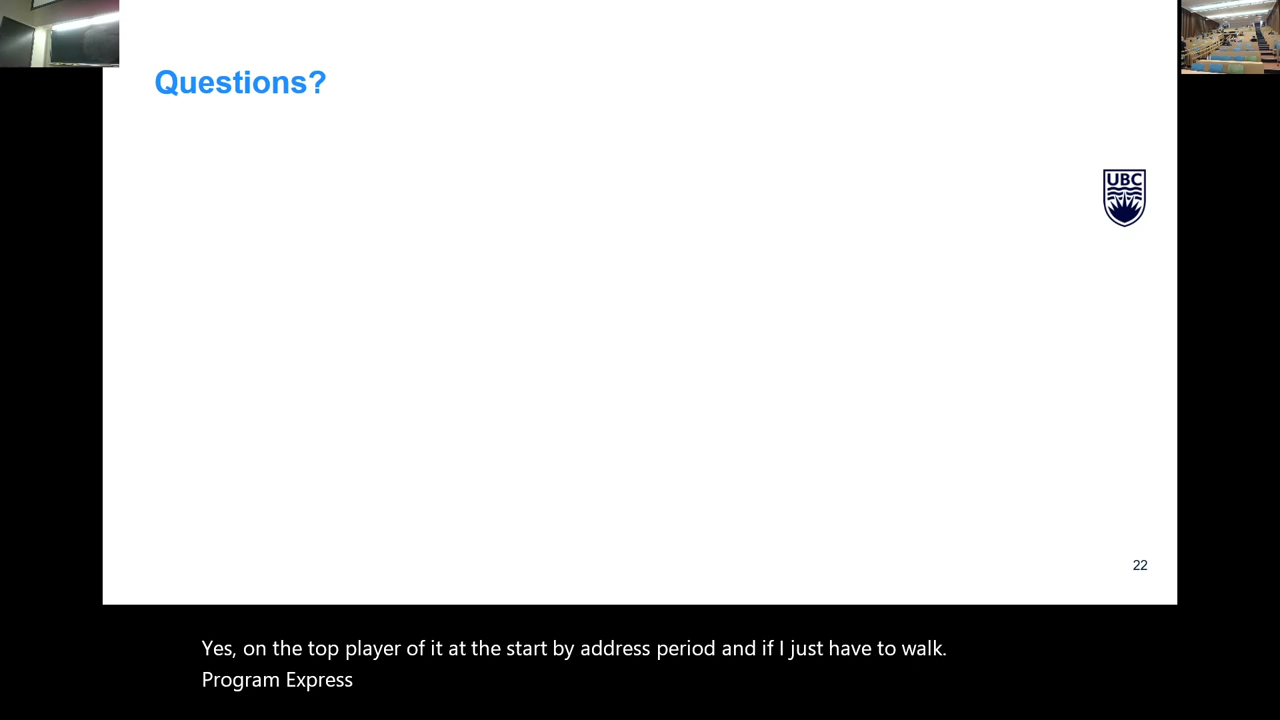 Questions?
UBC
22
Yes, on the top player of it at the start by address period and if I just have to walk.
Program Express